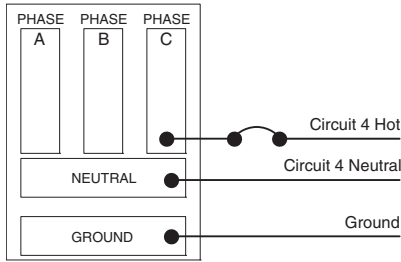 PHASE PHASE PHASE
A B C
Circuit 4 Hot
Circuit 4 Neutral
NEUTRAL
Ground
GROUND